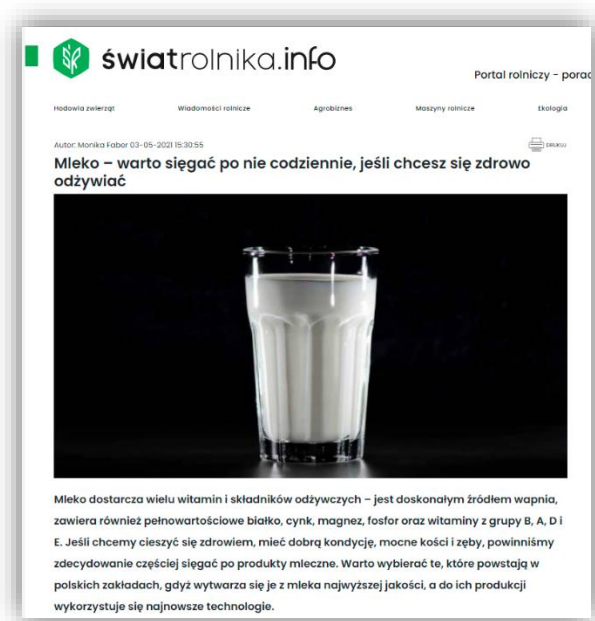 światrolnika.info
Portal rolniczy - porad
Hodowla zwierząt Wiadomości rolnicze Agrobiznes Maszyny rolnicze Ekologia
Autor: Monika Faber 03-05-2021 15:30:55 DRUKUJ
Mleko – warto sięgać po nie codziennie, jeśli chcesz się zdrowo
odżywiać
Mleko dostarcza wielu witamin i składników odżywczych – jest doskonałym źródłem wapnia,
zawiera również pełnowartościowe białko, cynk, magnez, fosfor oraz witaminy z grupy B, A, D i
E. Jeśli chcemy cieszyć się zdrowiem, mieć dobrą kondycję, mocne kości i zęby, powinniśmy
zdecydowanie częściej sięgać po produkty mleczne. Warto wybierać te, które powstają w
polskich zakładach, gdyż wytwarza się je z mleka najwyższej jakości, a do ich produkcji
wykorzystuje się najnowsze technologie.